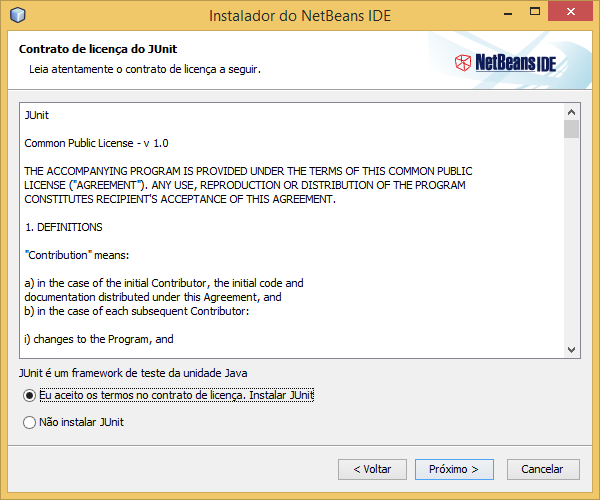 Instalador do NetBeans IDE
Contrato de licença do JUnit
Leia atentamente o contrato de licença a seguir.
NetBeans IDE
JUnit
Common Public License - v 1.0
THE ACCOMPANYING PROGRAM IS PROVIDED UNDER THE TERMS OF THIS COMMON PUBLIC
LICENSE ("AGREEMENT"). ANY USE, REPRODUCTION OR DISTRIBUTION OF THE PROGRAM
CONSTITUTES RECIPIENT'S ACCEPTANCE OF THIS AGREEMENT.
1. DEFINITIONS
"Contribution" means:
a) in the case of the initial Contributor, the initial code and
documentation distributed under this Agreement, and
b) in the case of each subsequent Contributor:
i) changes to the Program, and
JUnit é um framework de teste da unidade Java
Eu aceito os termos no contrato de licença. Instalar JUnit
Não instalar JUnit
< Voltar
Próximo >
Cancelar